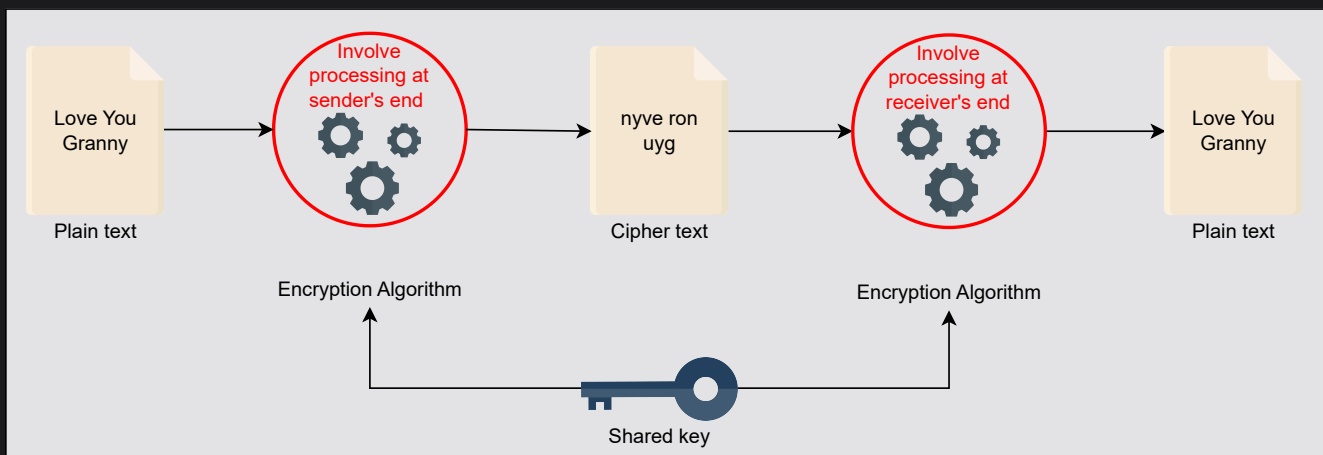 Love You
Granny
Plain text
Involve
processing at
sender's end
Encryption Algorithm
nyve ron
uyg
Cipher text
Involve
processing at
receiver's end
Encryption Algorithm
Love You
Granny
Plain text
Shared key